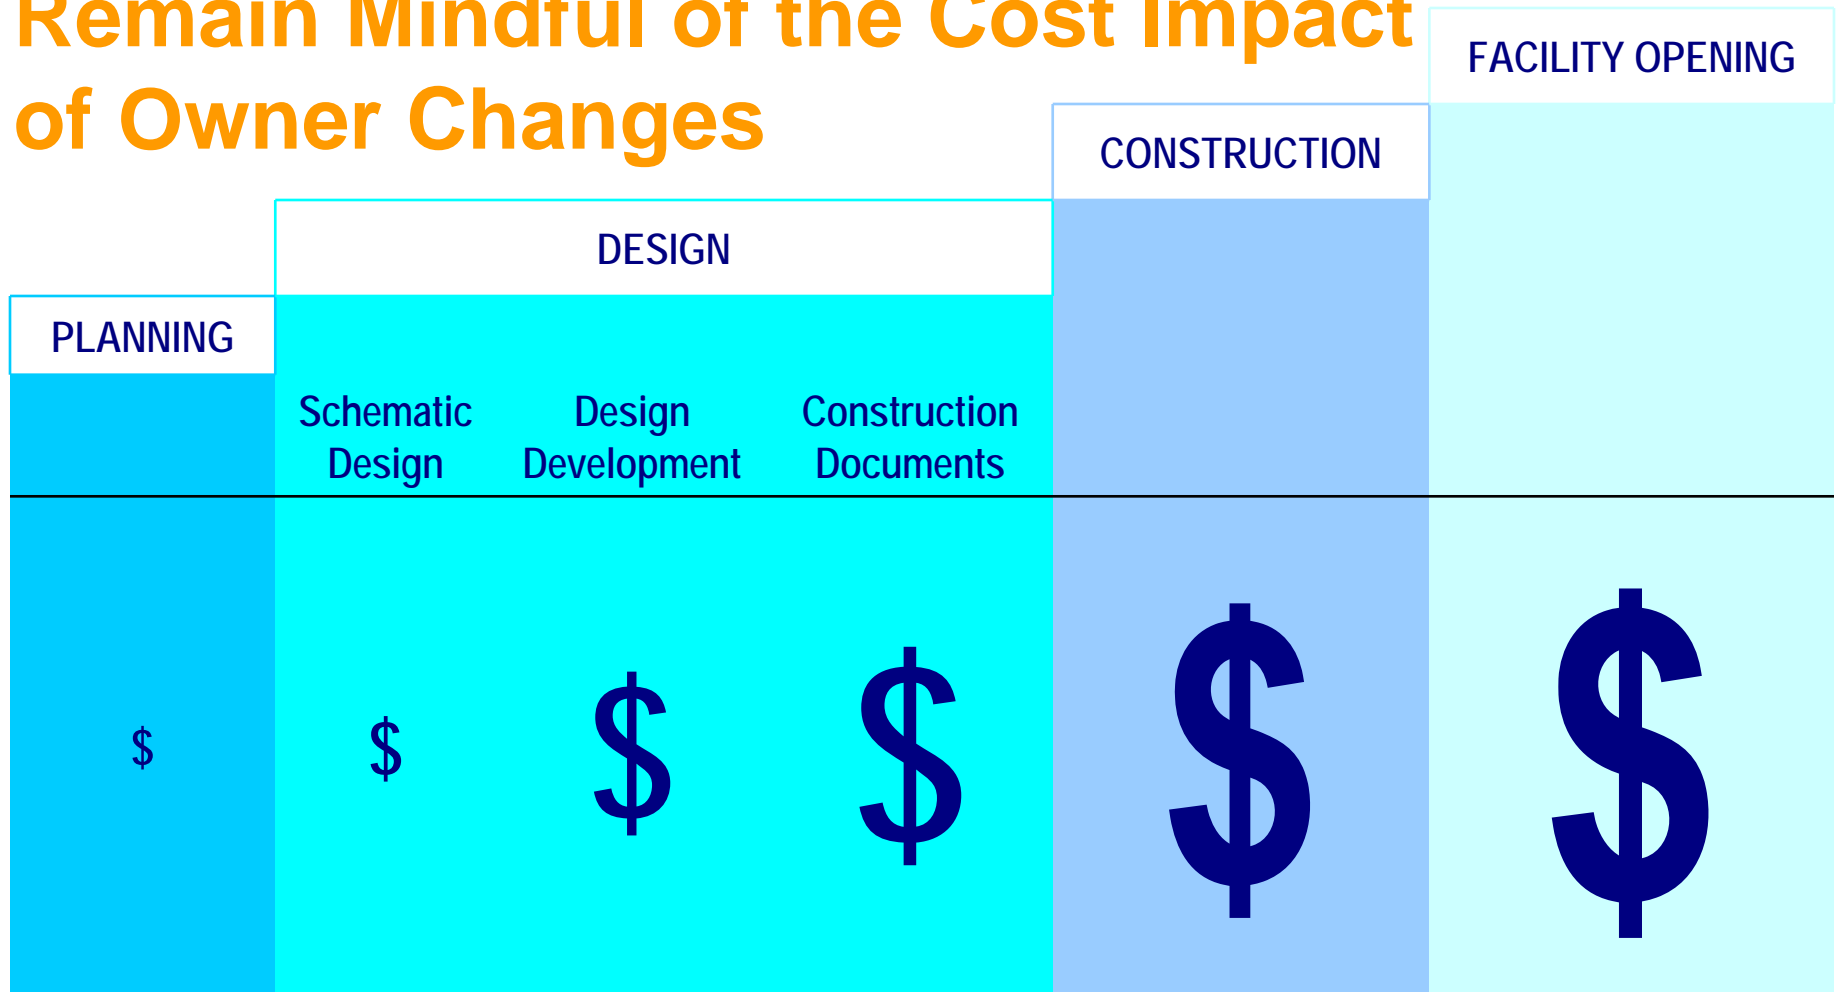 Remain Mindful of the Cost Impact
of Owner Changes
FACILITY OPENING
CONSTRUCTION
DESIGN
PLANNING
Schematic
Design
Design
Development
Construction
Documents
$
$
$
$
$
$